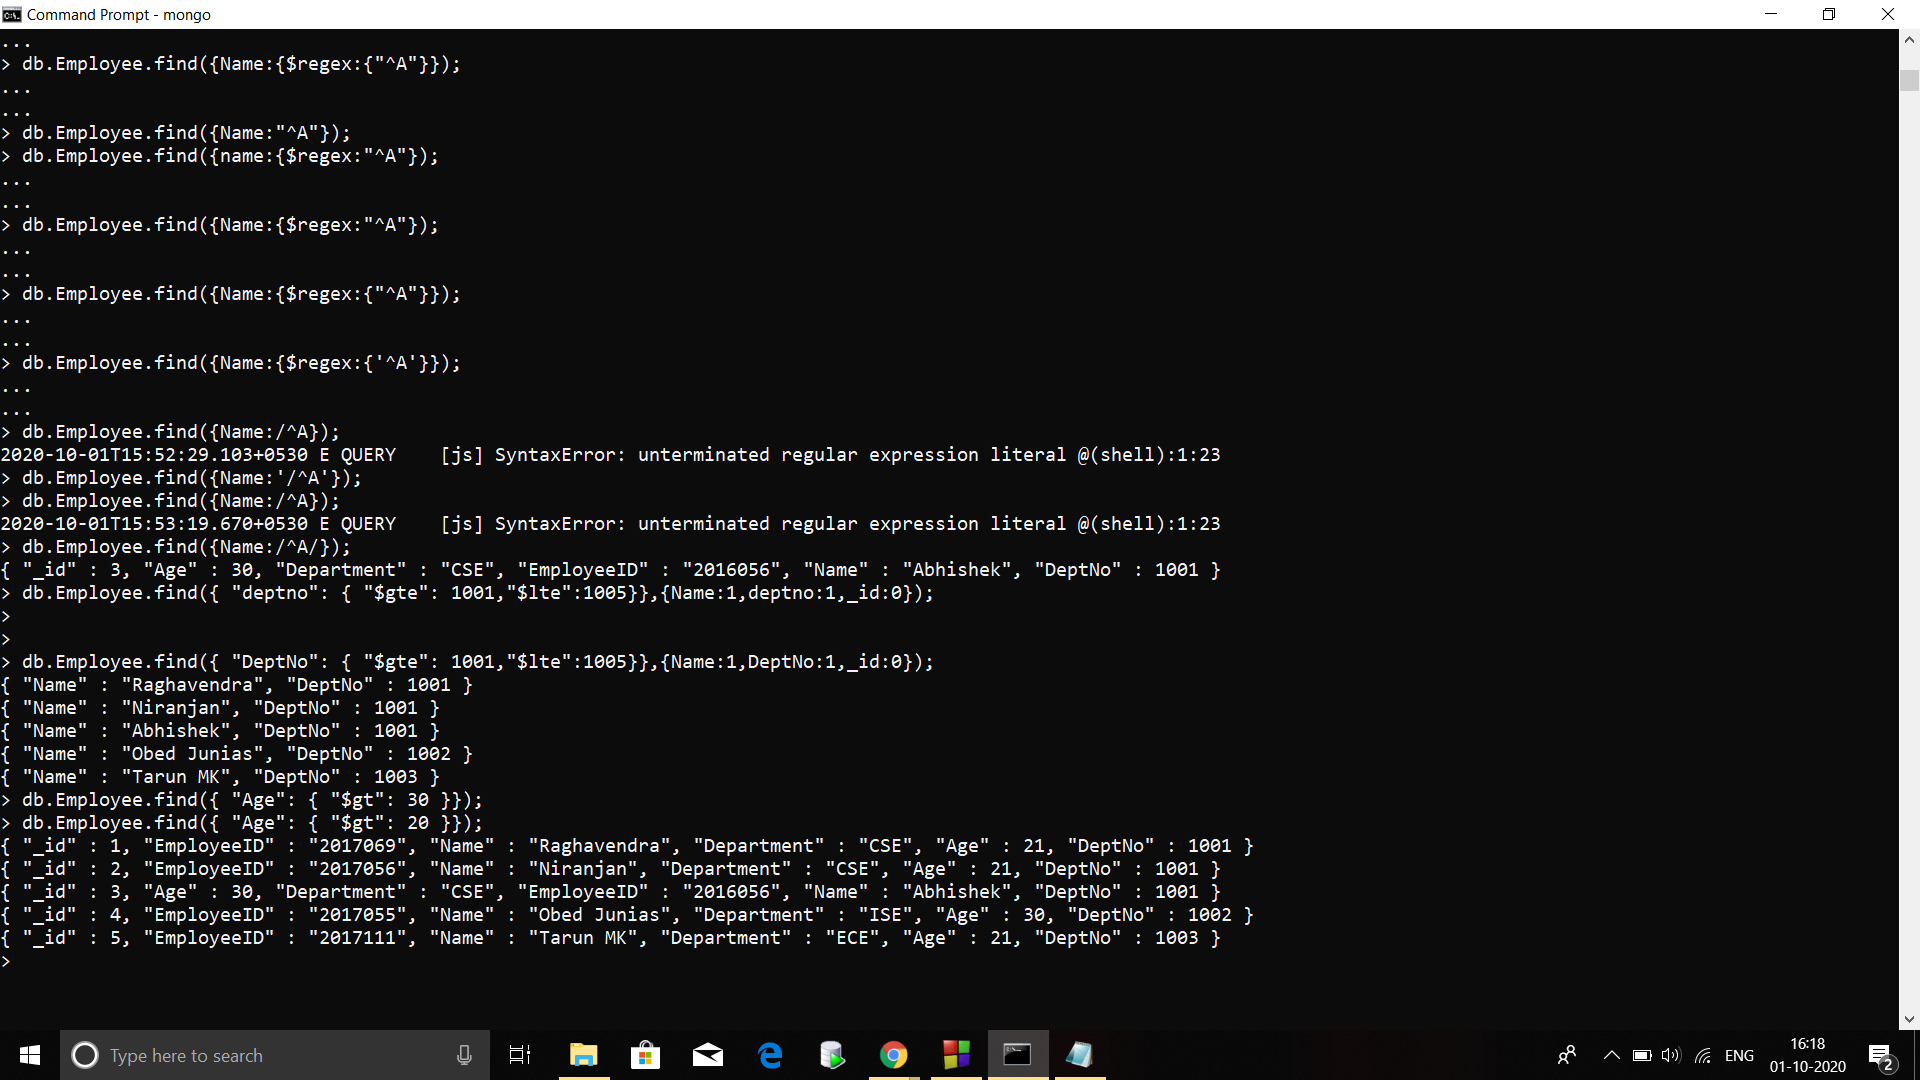 Command Prompt - mongo
...
> db.Employee.find({Name:{$regex:{"^A"}});
...
...
> db.Employee.find({Name:"^A"});
> db.Employee.find({name:{$regex:"^A"});
...
...
> db.Employee.find({Name:{$regex:"^A"});
...
...
> db.Employee.find({Name:{$regex:{"^A"}});
...
...
> db.Employee.find({Name:{$regex:{'^A'}});
...
...
> db.Employee.find({Name:/^A});
2020-10-01T15:52:29.103+0530 E QUERY    [js] SyntaxError: unterminated regular expression literal @(shell):1:23
> db.Employee.find({Name:'/^A'});
> db.Employee.find({Name:/^A});
2020-10-01T15:53:19.670+0530 E QUERY    [js] SyntaxError: unterminated regular expression literal @(shell):1:23
> db.Employee.find({Name:/^A/});
{ "_id" : 3, "Age" : 30, "Department" : "CSE", "EmployeeID" : "2016056", "Name" : "Abhishek", "DeptNo" : 1001 }
> db.Employee.find({ "deptno": { "$gte": 1001,"$lte":1005}},{Name:1,deptno:1,_id:0});
>
>
> db.Employee.find({ "DeptNo": { "$gte": 1001,"$lte":1005}},{Name:1,DeptNo:1,_id:0});
{ "Name" : "Raghavendra", "DeptNo" : 1001 }
{ "Name" : "Niranjan", "DeptNo" : 1001 }
{ "Name" : "Abhishek", "DeptNo" : 1001 }
{ "Name" : "Obed Junias", "DeptNo" : 1002 }
{ "Name" : "Tarun MK", "DeptNo" : 1003 }
> db.Employee.find({ "Age": { "$gt": 30 }});
> db.Employee.find({ "Age": { "$gt": 20 }});
{ "_id" : 1, "EmployeeID" : "2017069", "Name" : "Raghavendra", "Department" : "CSE", "Age" : 21, "DeptNo" : 1001 }
{ "_id" : 2, "EmployeeID" : "2017056", "Name" : "Niranjan", "Department" : "CSE", "Age" : 21, "DeptNo" : 1001 }
{ "_id" : 3, "Age" : 30, "Department" : "CSE", "EmployeeID" : "2016056", "Name" : "Abhishek", "DeptNo" : 1001 }
{ "_id" : 4, "EmployeeID" : "2017055", "Name" : "Obed Junias", "Department" : "ISE", "Age" : 30, "DeptNo" : 1002 }
{ "_id" : 5, "EmployeeID" : "2017111", "Name" : "Tarun MK", "Department" : "ECE", "Age" : 21, "DeptNo" : 1003 }
>
Type here to search
ENG
16:18
01-10-2020
2